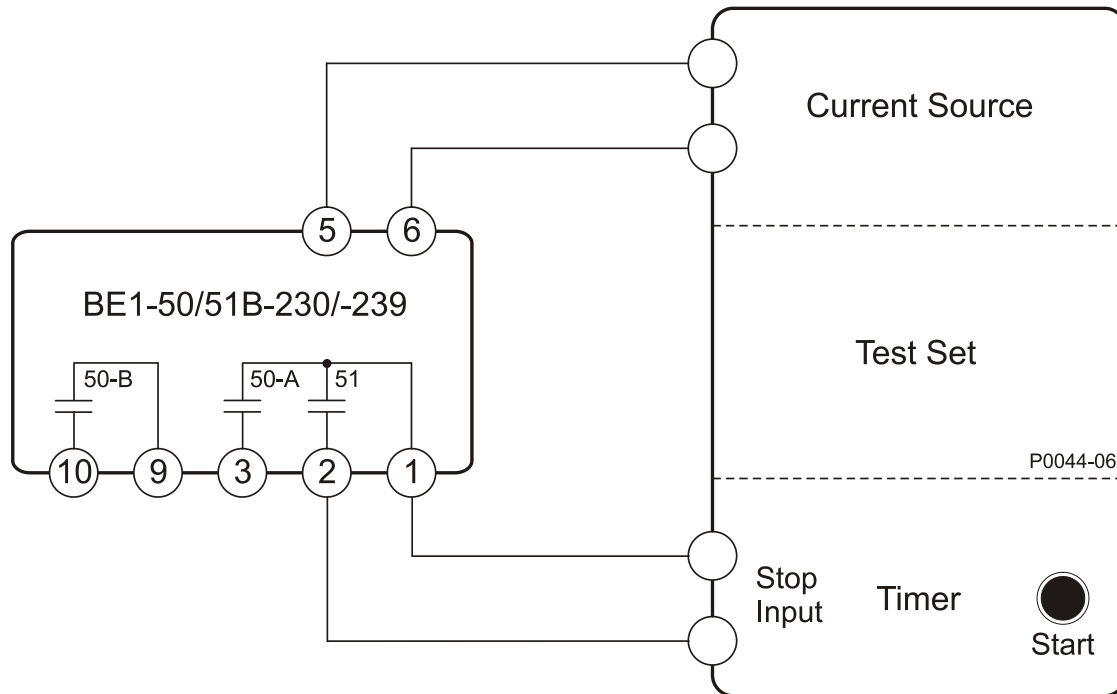 Current Source
5
6
BE1-50/51B-230/-239
Test Set
50-B
50-A
51
10
9
3
2
1
P0044-06
Stop
Input
Timer
Start